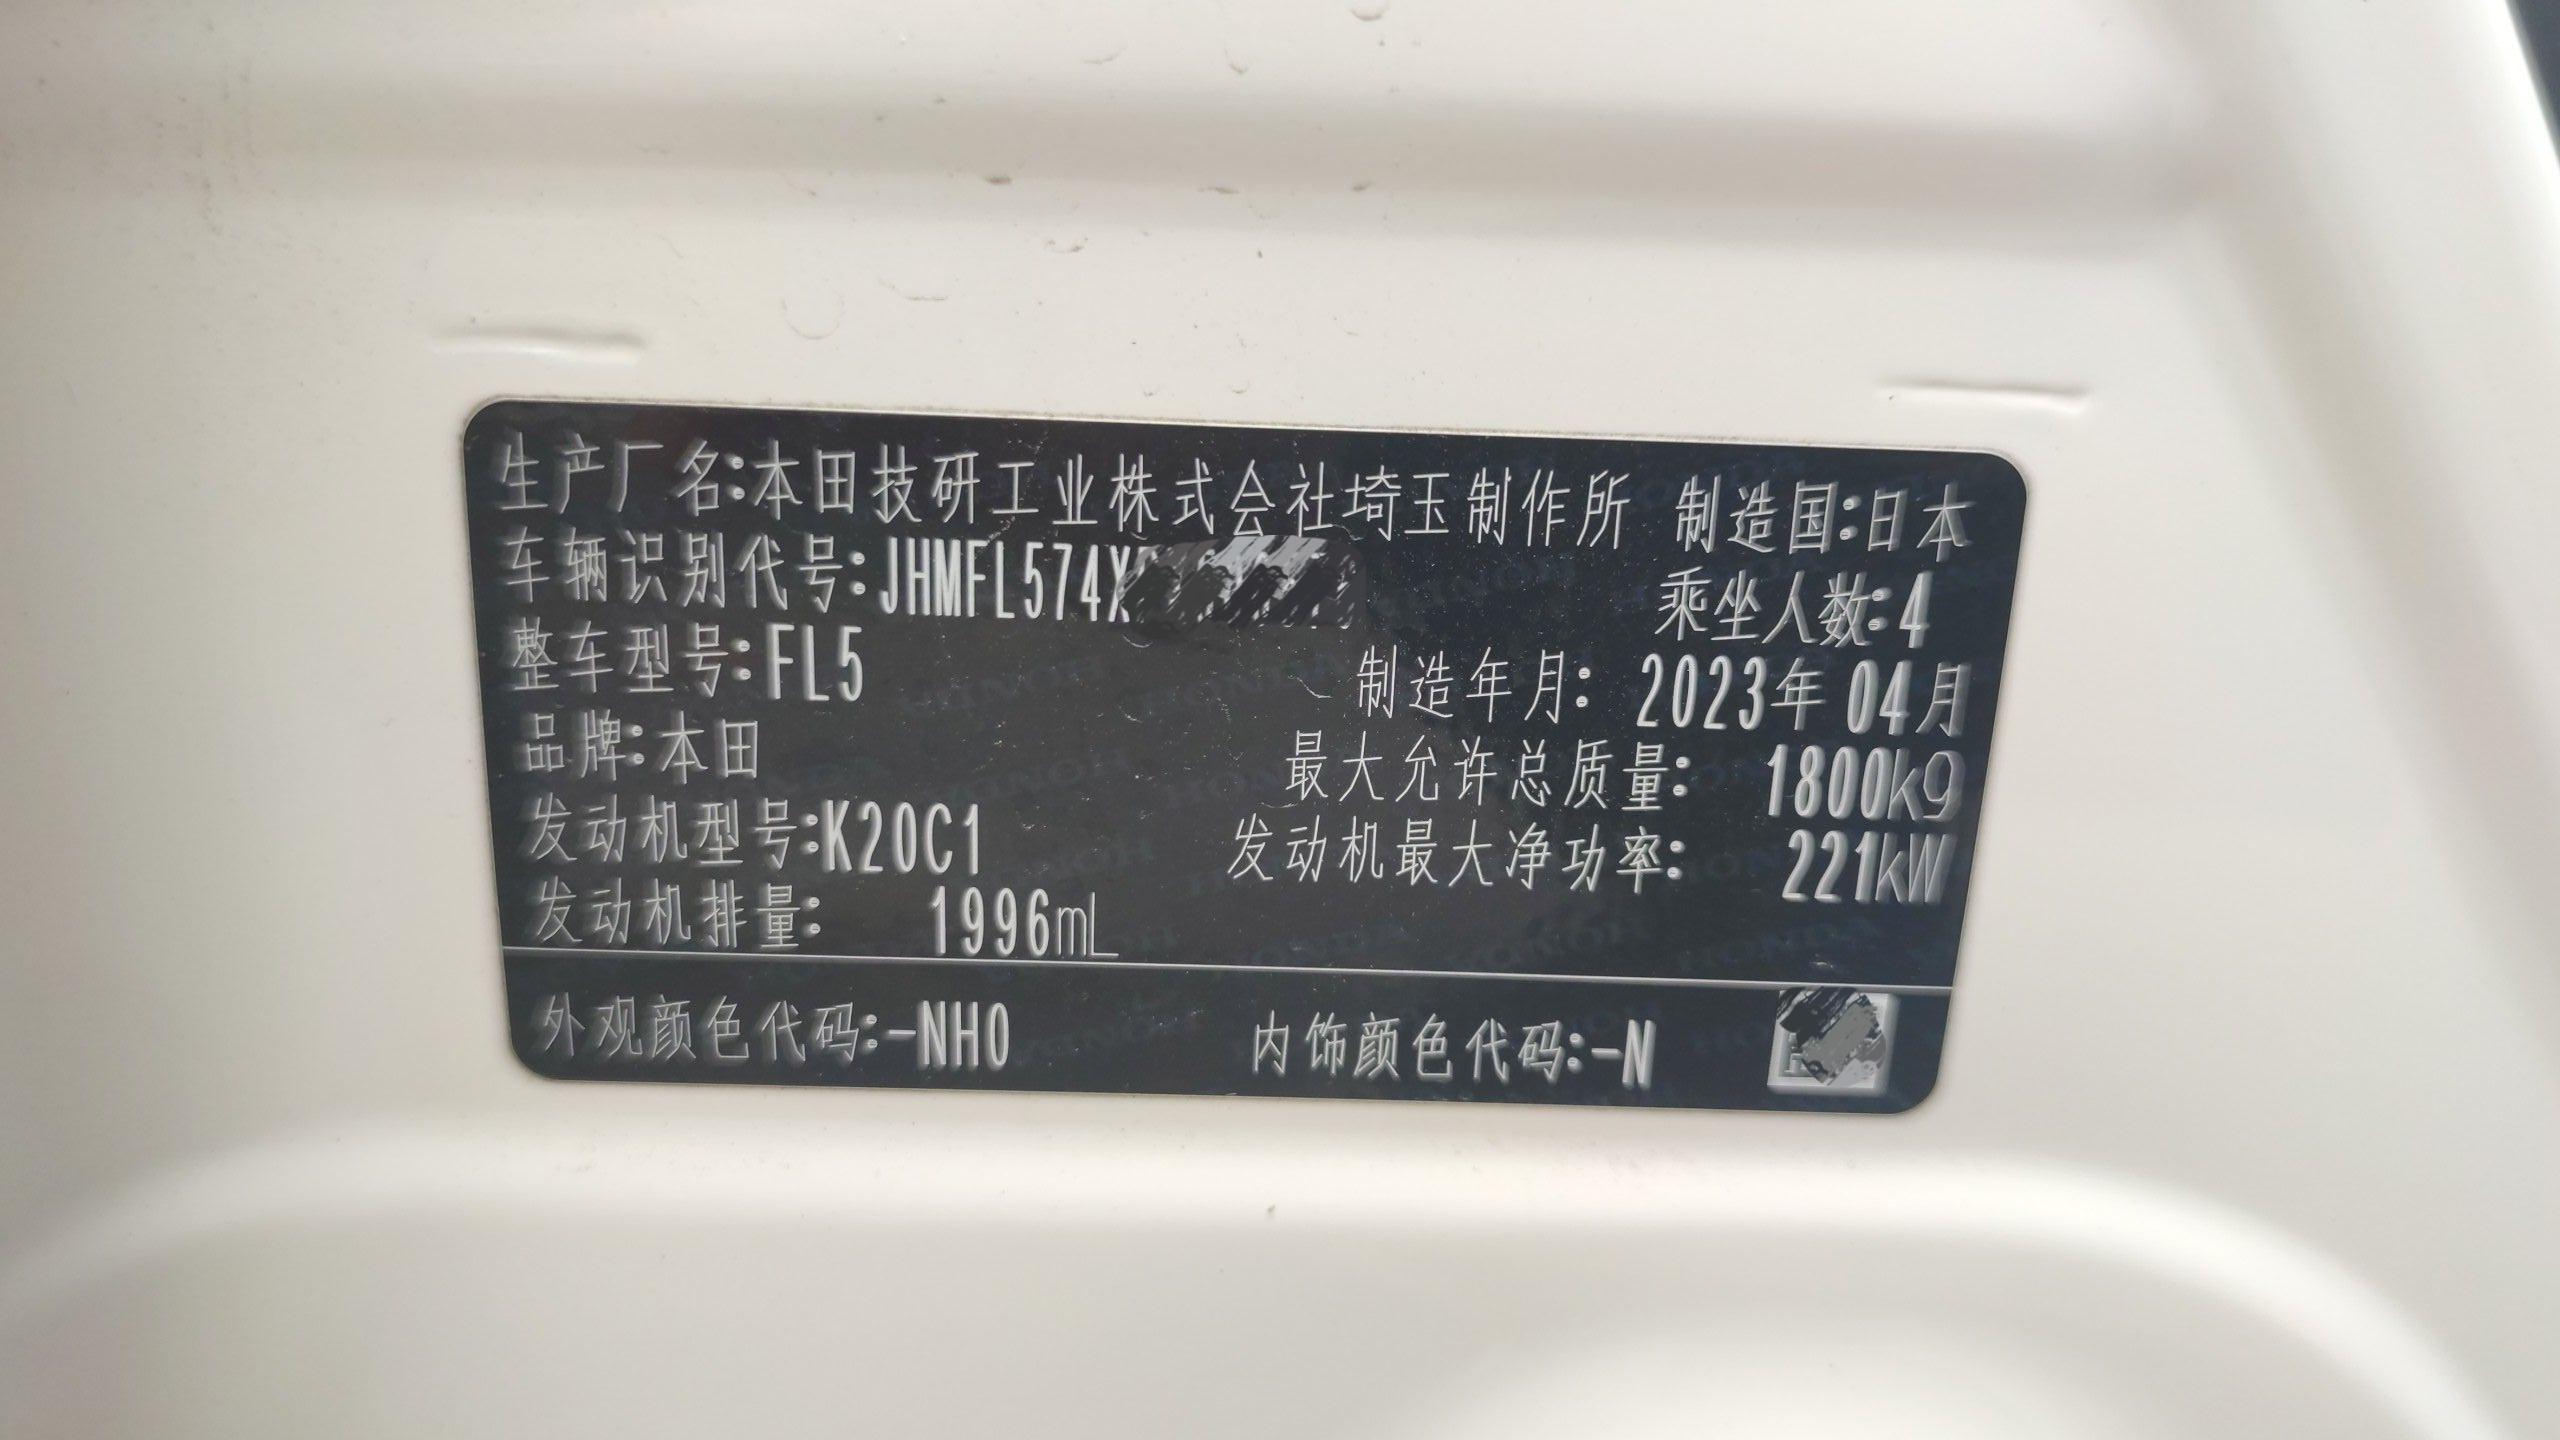 生产厂名:本田技研工业株式会社埼玉制作所 制造国:日本
车辆识别代号:JHMFL574X 乘坐人数:4
整车型号:FL5 制造年月: 2023年 04月
品牌:本田 最大允许总质量: 1800kg
发动机型号:K20C1 发动机最大净功率: 221kW
发动机排量: 1996mL
外观颜色代码:-NH0 内饰颜色代码:-N